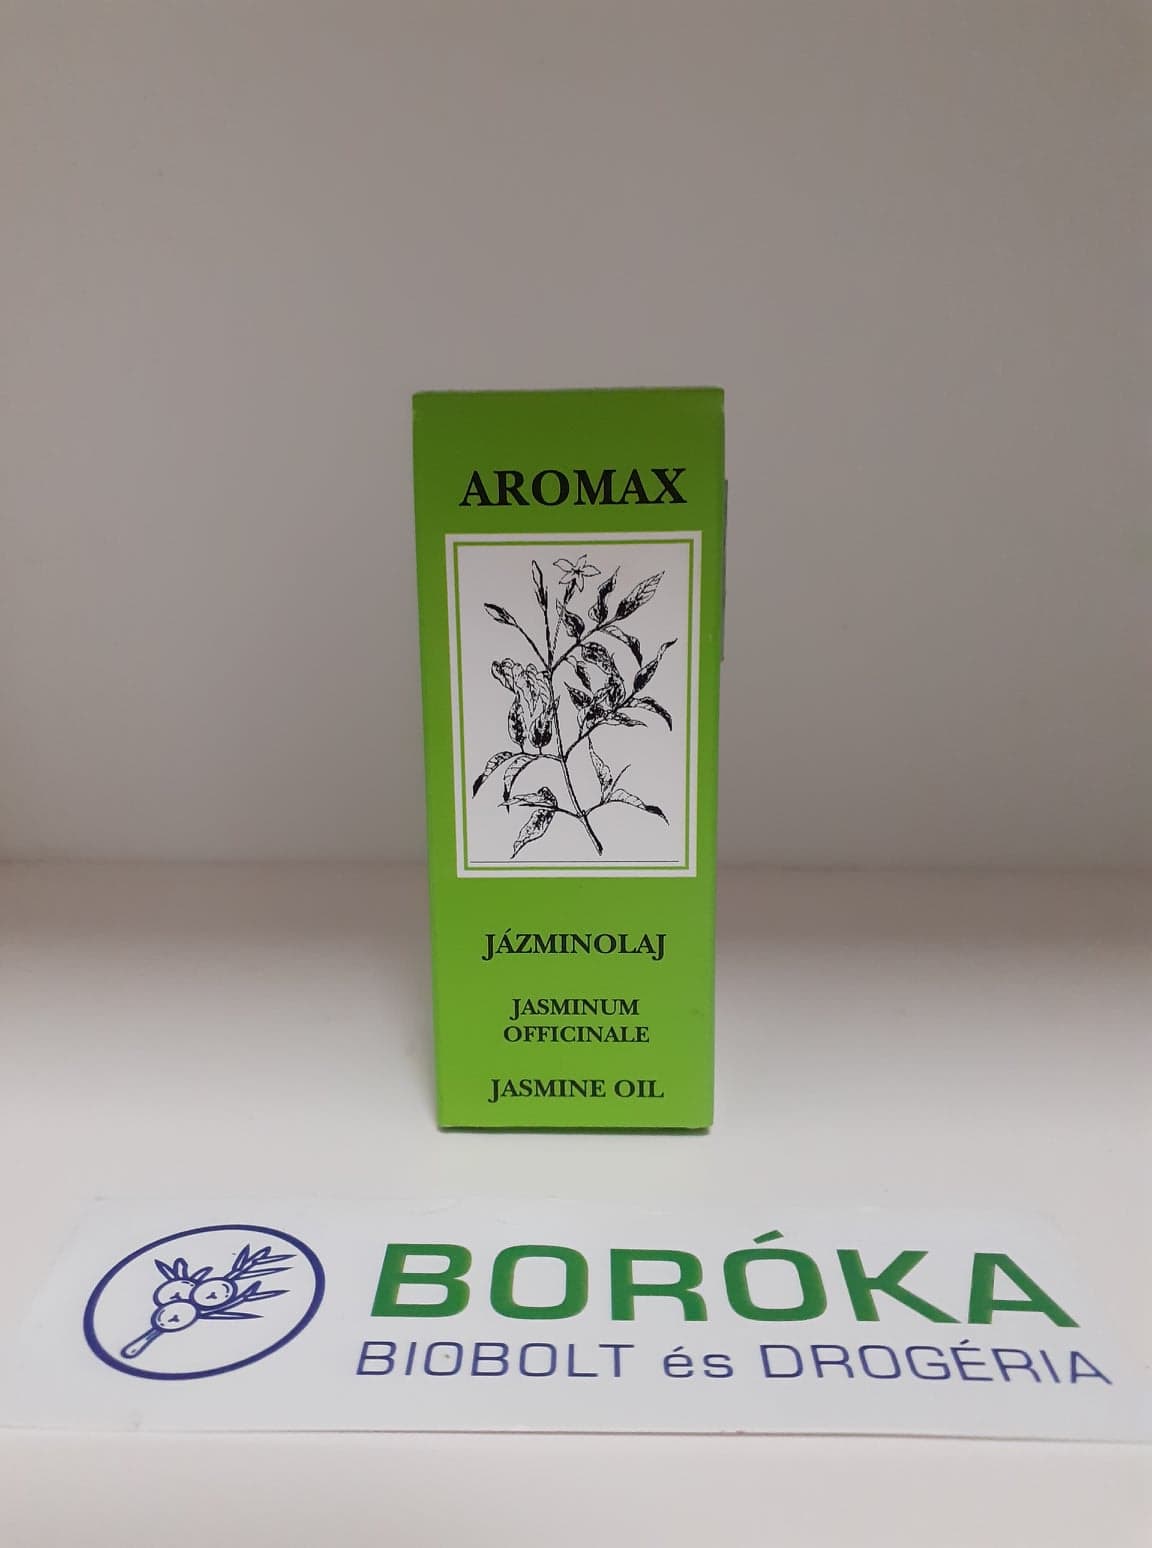 AROMAX
JÁZMINOLAJ
JASMINUM
OFFICINALE
JASMINE OIL
BORÓKA
BIOBOLT és DROGÉRIA